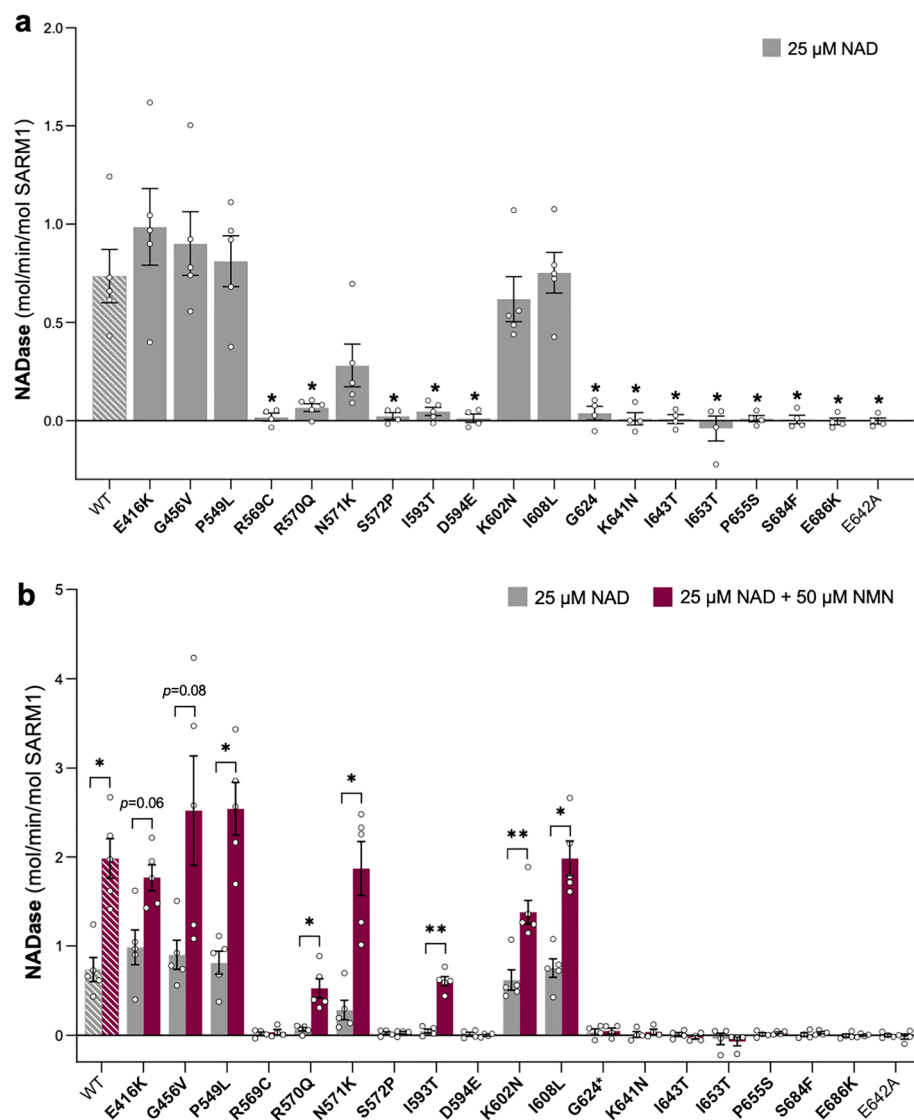 a
25 µM NAD
NADase (mol/min/mol SARM1)
2.0
1.5
1.0
0.5
0.0
* * * * * * * * * * * * *
WT E416K G456V P549L R569C R570Q N571K S572P I593T D594E K602N I608L G624 K641N I643T I653T P655S S684F E686K E642A
b
25 µM NAD 25 µM NAD + 50 µM NMN
NADase (mol/min/mol SARM1)
5
4
3
2
1
0
* p=0.06 p=0.08 * * * ** ** *
WT E416K G456V P549L R569C R570Q N571K S572P I593T D594E K602N I608L G624* K641N I643T I653T P655S S684F E686K E642A